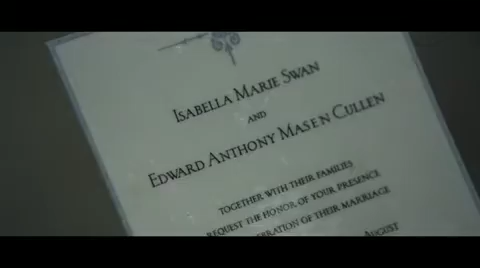 ISABELLA MARIE SWAN
AND
EDWARD ANTHONY MASEN CULLEN
TOGETHER WITH THEIR FAMILIES
REQUEST THE HONOR OF YOUR PRESENCE
OF THEIR MARRIAGE
AUGUST